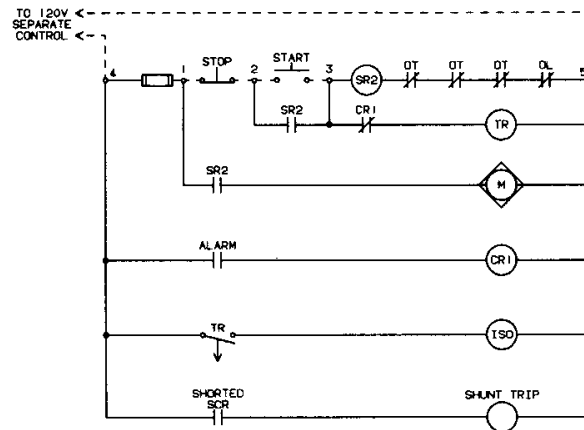 TO 120V
SEPARATE
CONTROL
4
1
STOP
2
START
3
SR2
OT
OT
OT
OL
5
SR2
CR1
TR
SR2
M
ALARM
CR1
TR
ISO
SHORTED
SCR
SHUNT TRIP